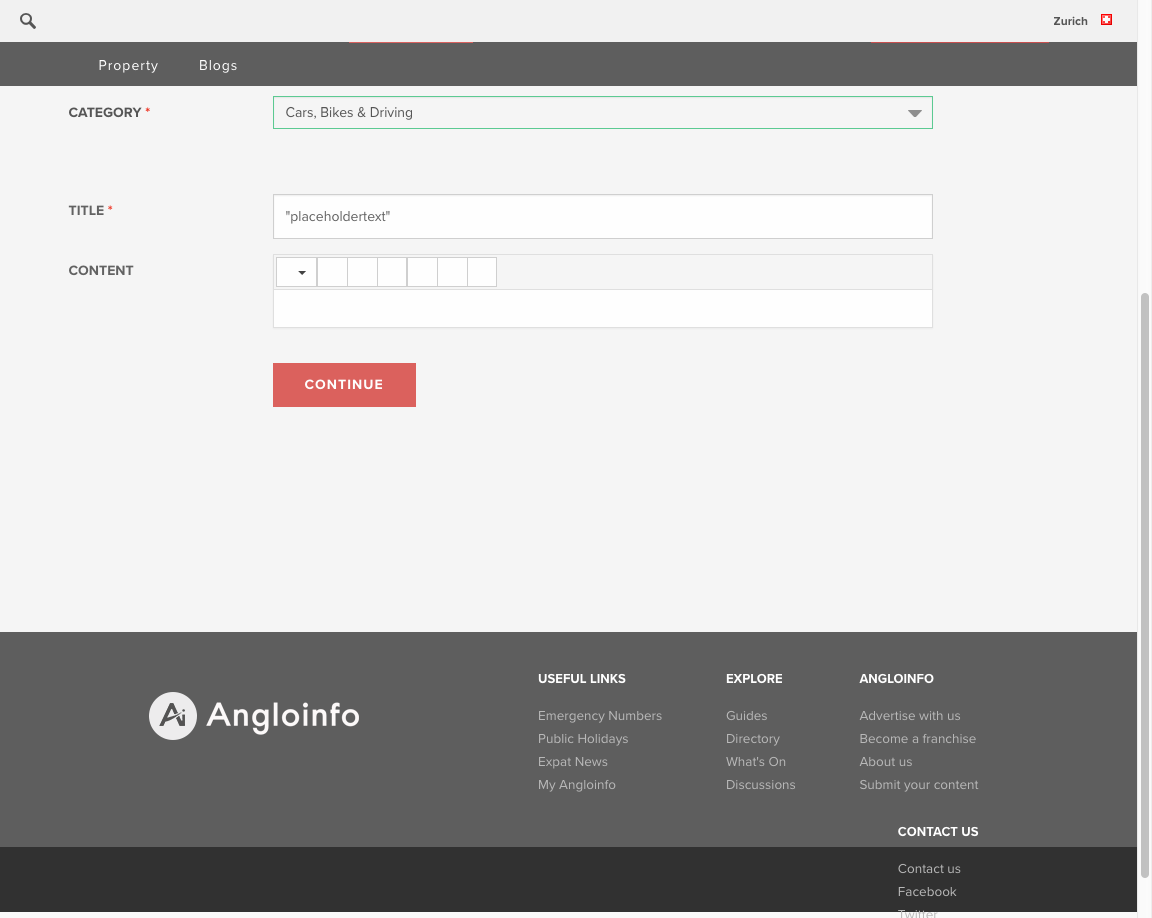 Zurich
Property Blogs
CATEGORY * Cars, Bikes & Driving
TITLE * "placeholdertext"
CONTENT
CONTINUE
Angloinfo
USEFUL LINKS
Emergency Numbers
Public Holidays
Expat News
My Angloinfo
EXPLORE
Guides
Directory
What's On
Discussions
ANGLOINFO
Advertise with us
Become a franchise
About us
Submit your content
CONTACT US
Contact us
Facebook
Twitter